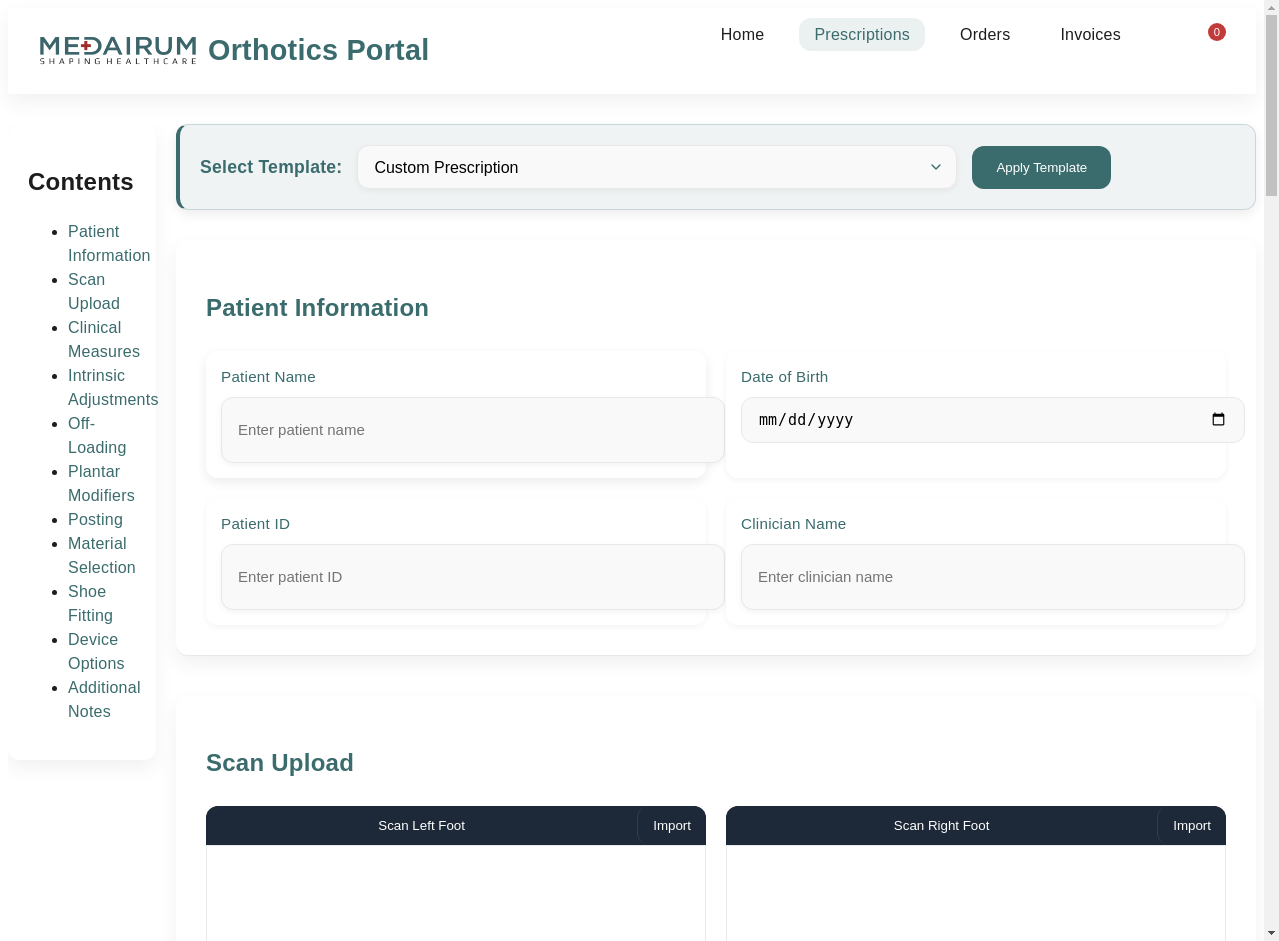 MEDAIRUM
SHAPING HEALTHCARE
Orthotics Portal
Home
Prescriptions
Orders
Invoices
0
Contents
Patient
Information
Scan
Upload
Clinical
Measures
Intrinsic
Adjustments
Off-
Loading
Plantar
Modifiers
Posting
Material
Selection
Shoe
Fitting
Device
Options
Additional
Notes
Select Template:
Custom Prescription
Apply Template
Patient Information
Patient Name
Enter patient name
Date of Birth
mm/dd/yyyy
Patient ID
Enter patient ID
Clinician Name
Enter clinician name
Scan Upload
Scan Left Foot
Import
Scan Right Foot
Import